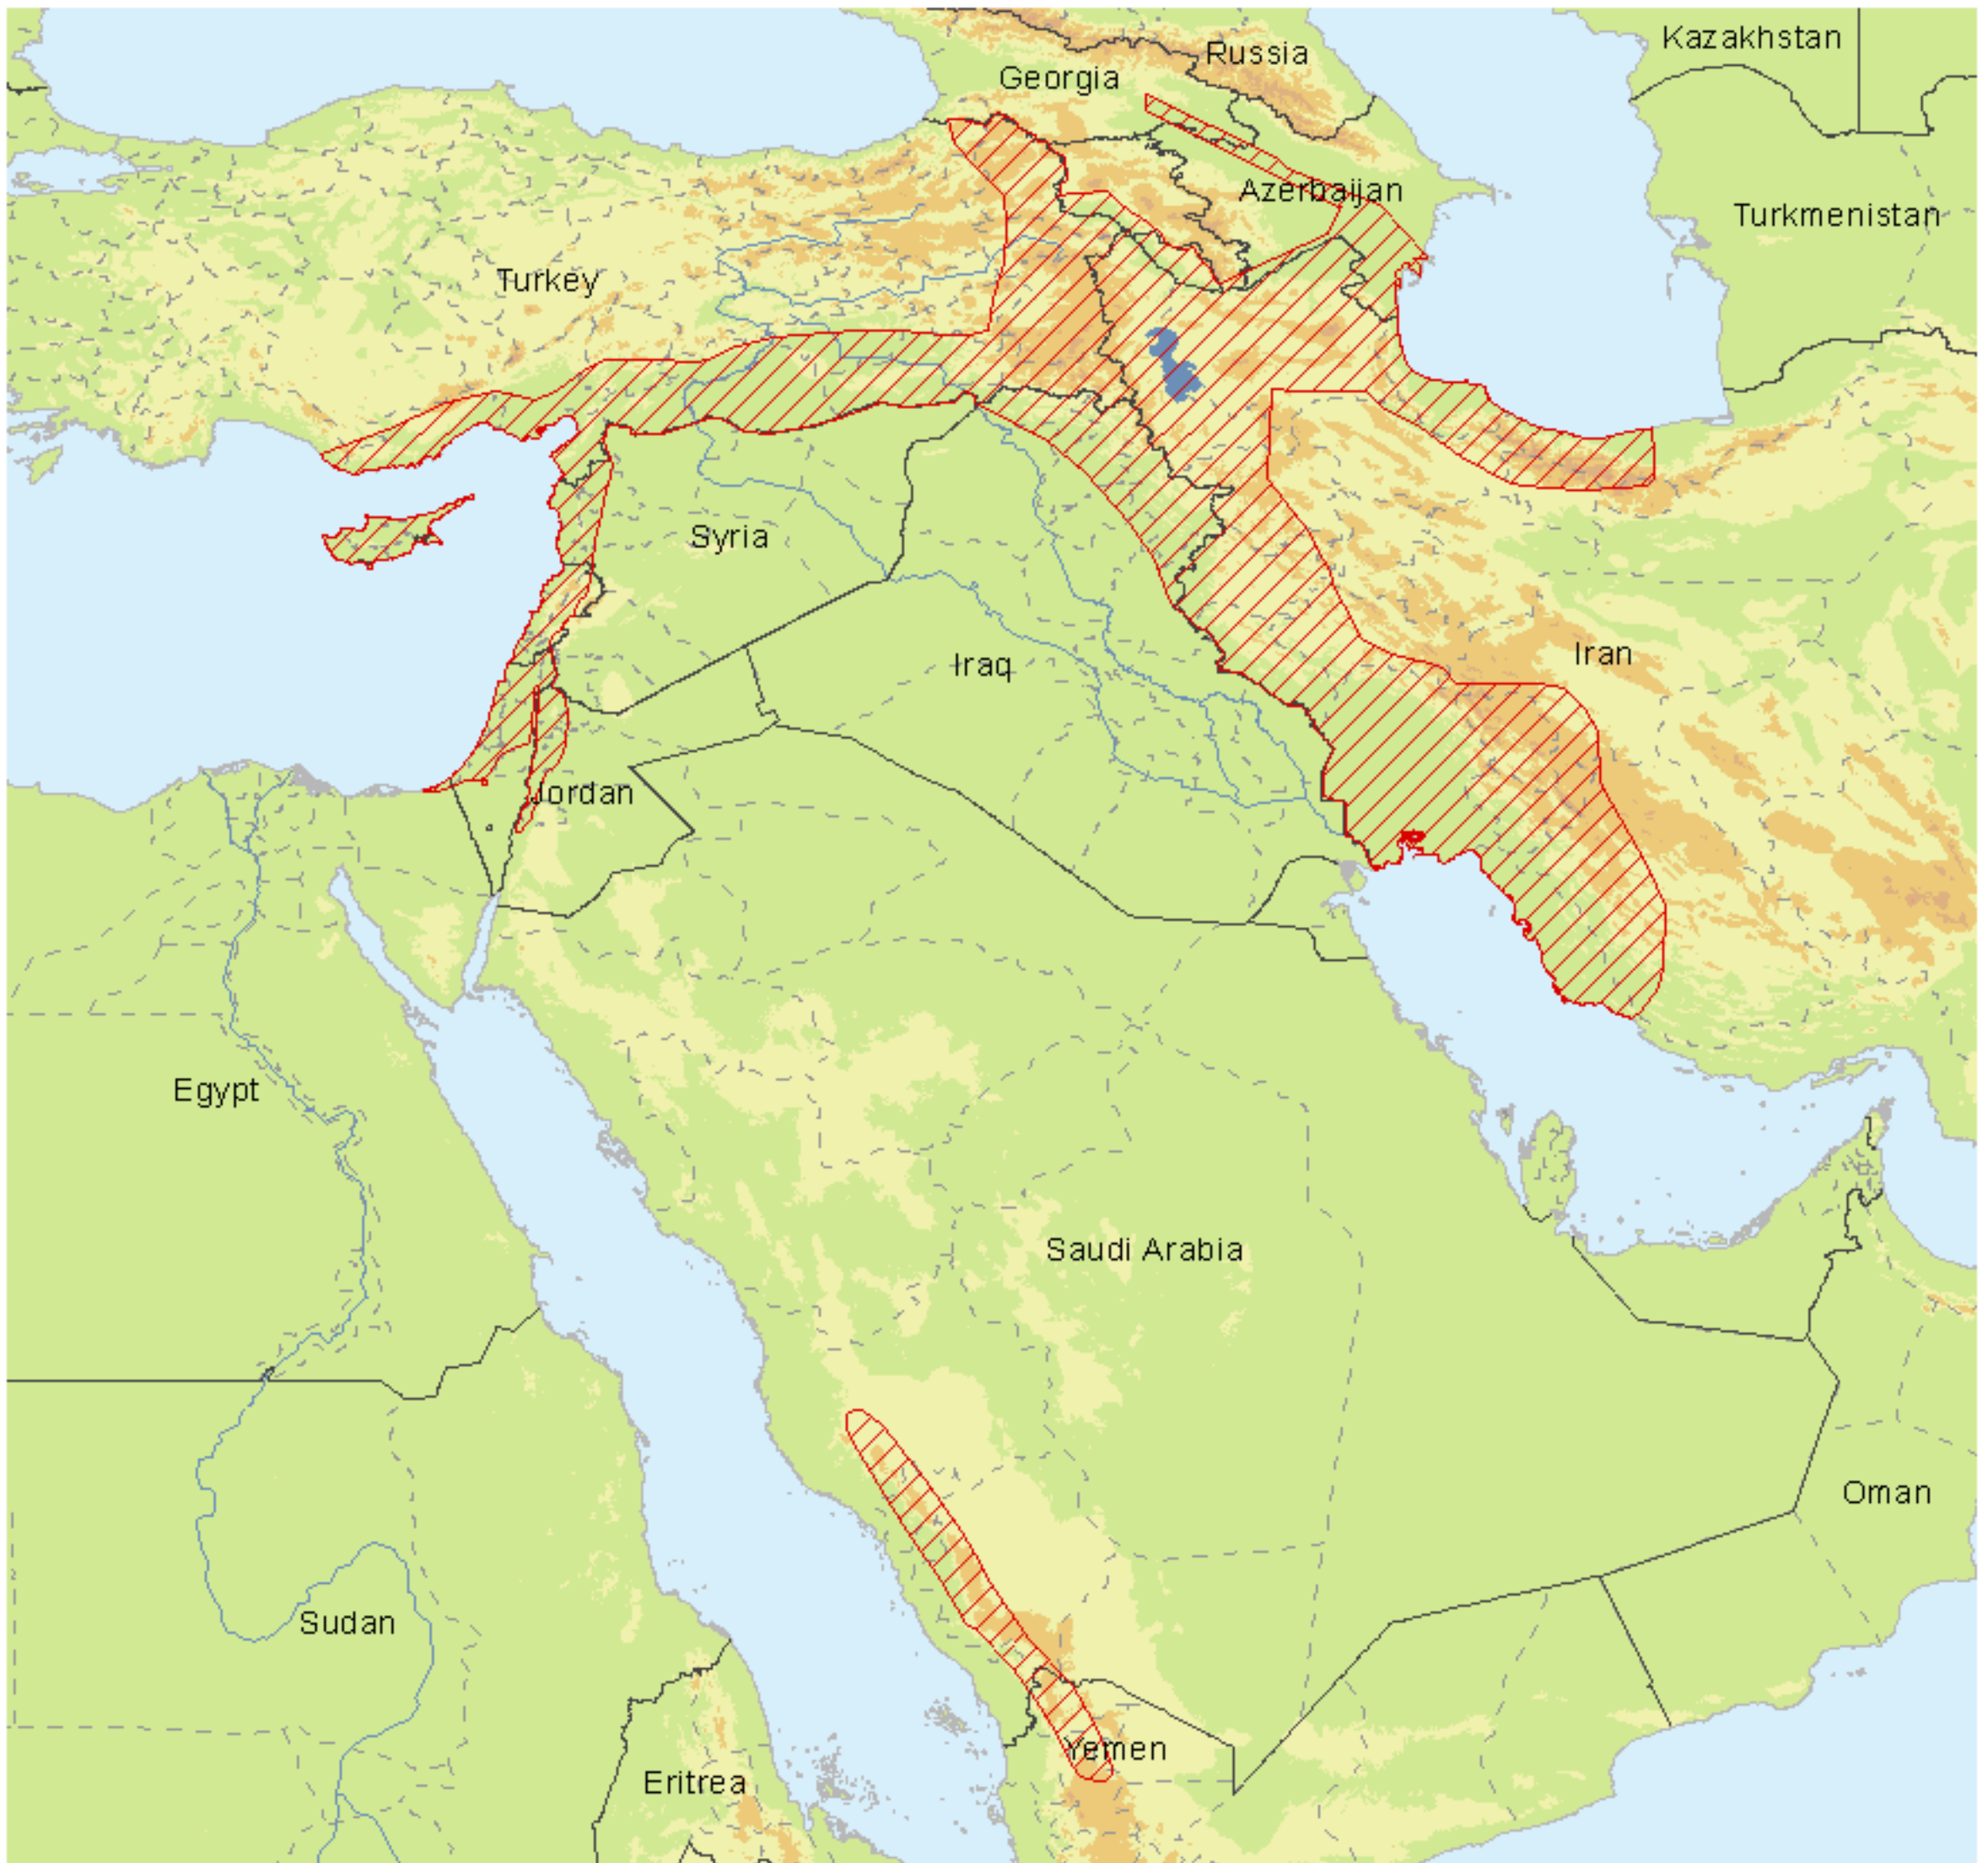 Kazakhstan
Russia
Georgia
Azerbaijan
Turkmenistan
Turkey
Syria
Iraq
Iran
Jordan
Egypt
Saudi Arabia
Oman
Sudan
Yemen
Eritrea